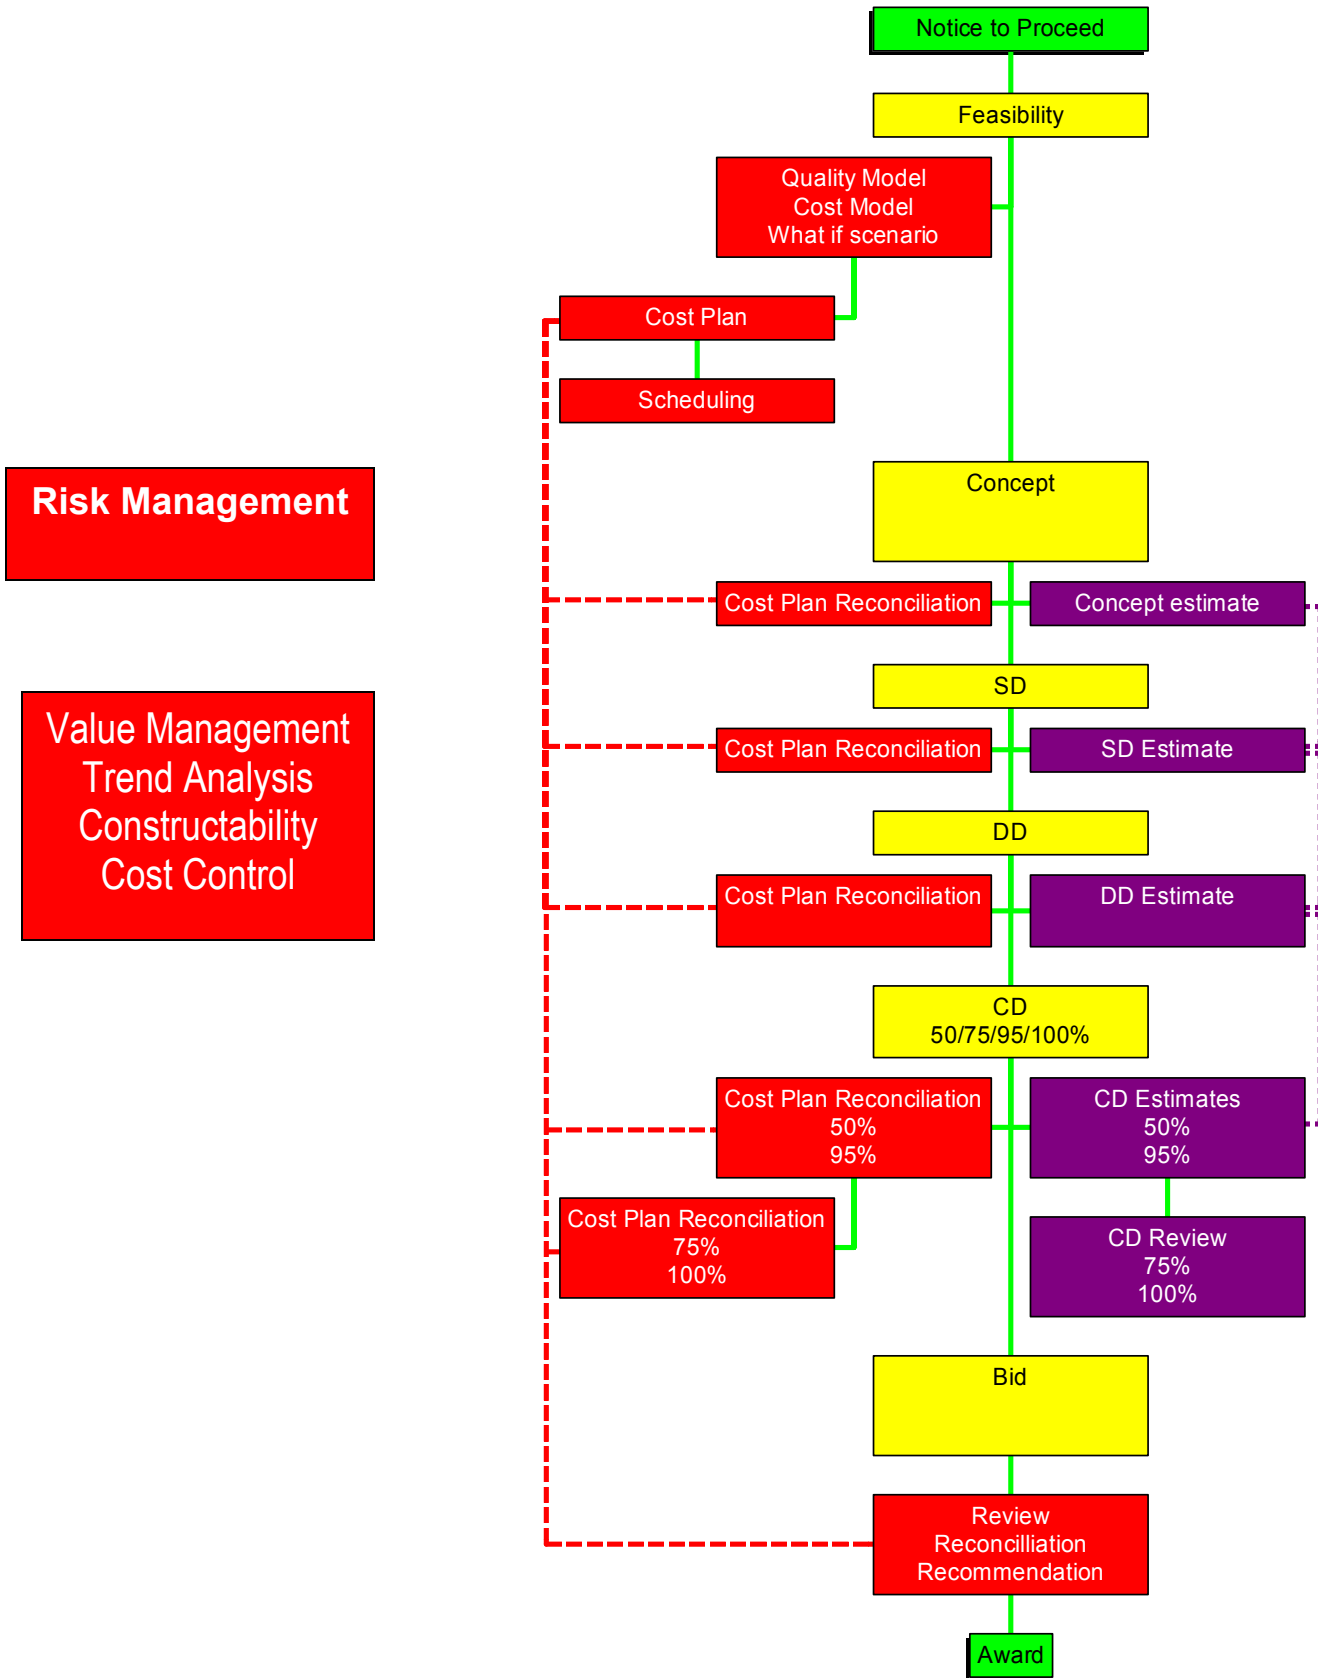 Notice to Proceed
Feasibility
Quality Model
Cost Model
What if scenario
Cost Plan
Scheduling
Risk Management
Concept
Cost Plan Reconciliation
Concept estimate
SD
Value Management
Trend Analysis
Constructability
Cost Control
Cost Plan Reconciliation
SD Estimate
DD
Cost Plan Reconciliation
DD Estimate
CD
50/75/95/100%
Cost Plan Reconciliation
50%
95%
CD Estimates
50%
95%
Cost Plan Reconciliation
75%
100%
CD Review
75%
100%
Bid
Review
Reconcilliation
Recommendation
Award